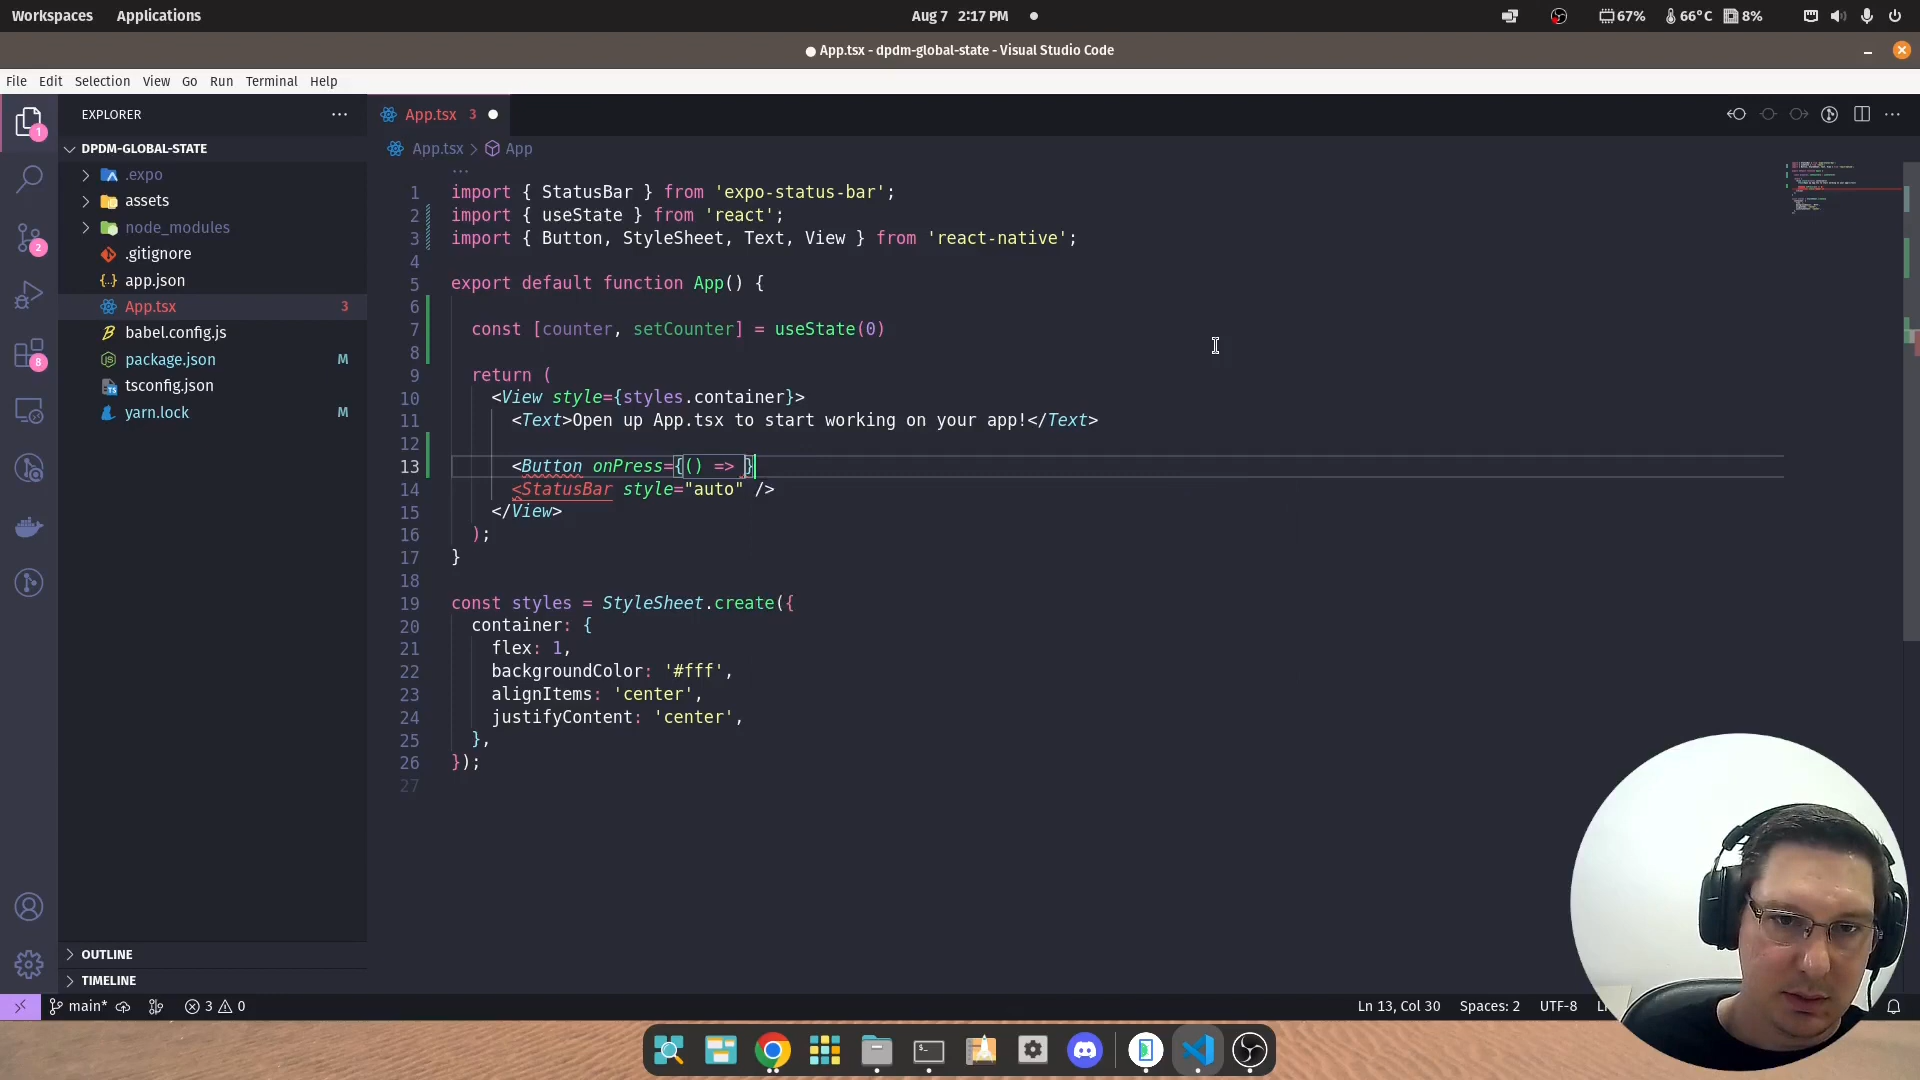 Workspaces Applications Aug 7 2:17 PM 67% 66°C 8%
App.tsx - dpdm-global-state - Visual Studio Code
File Edit Selection View Go Run Terminal Help
EXPLORER
App.tsx 3
DPDM-GLOBAL-STATE
App.tsx > App
.expo
assets
node_modules
.gitignore
app.json
App.tsx 3
babel.config.js
package.json M
tsconfig.json
yarn.lock M
OUTLINE
TIMELINE
1
2
8
1 import { StatusBar } from 'expo-status-bar';
2 import { useState } from 'react';
3 import { Button, StyleSheet, Text, View } from 'react-native';
4
5 export default function App() {
6
7 const [counter, setCounter] = useState(0)
8
9 return (
10 <View style={styles.container}>
11 <Text>Open up App.tsx to start working on your app!</Text>
12
13 <Button onPress={() => }
14 <StatusBar style="auto" />
15 </View>
16 );
17 }
18
19 const styles = StyleSheet.create({
20 container: {
21 flex: 1,
22 backgroundColor: '#fff',
23 alignItems: 'center',
24 justifyContent: 'center',
25 },
26 });
27
main* 3 0 Ln 13, Col 30 Spaces: 2 UTF-8